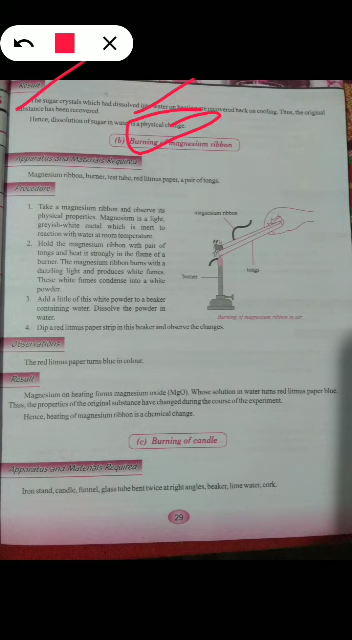 Result
The sugar crystals which had dissolved into water on heating are recovered back on cooling. Thus, the original
substance has been recovered.
Hence, dissolution of sugar in water is a physical change.
(b) Burning of magnesium ribbon
Apparatus and Materials Required
Magnesium ribbon, burner, test tube, red litmus paper, a pair of tongs.
Procedure
1. Take a magnesium ribbon and observe its
physical properties. Magnesium is a light,
greyish-white metal which is inert to
reaction with water at room temperature.
2. Hold the magnesium ribbon with pair of
tongs and heat it strongly in the flame of a
burner. The magnesium ribbon burns with a
dazzling light and produces white fumes.
These white fumes condense into a white
powder.
3. Add a little of this white powder to a beaker
containing water. Dissolve the powder in
water.
magnesium ribbon
burner
tongs
Burning of magnesium ribbon in air
4. Dip a red litmus paper strip in this beaker and observe the changes.
Observations
The red litmus paper turns blue in colour.
Result
Magnesium on heating forms magnesium oxide (MgO). Whose solution in water turns red litmus paper blue.
Thus, the properties of the original substance have changed during the course of the experiment.
Hence, heating of magnesium ribbon is a chemical change.
(c) Burning of candle
Apparatus and Materials Required
Iron stand, candle, funnel, glass tube bent twice at right angles, beaker, lime water, cork.
29